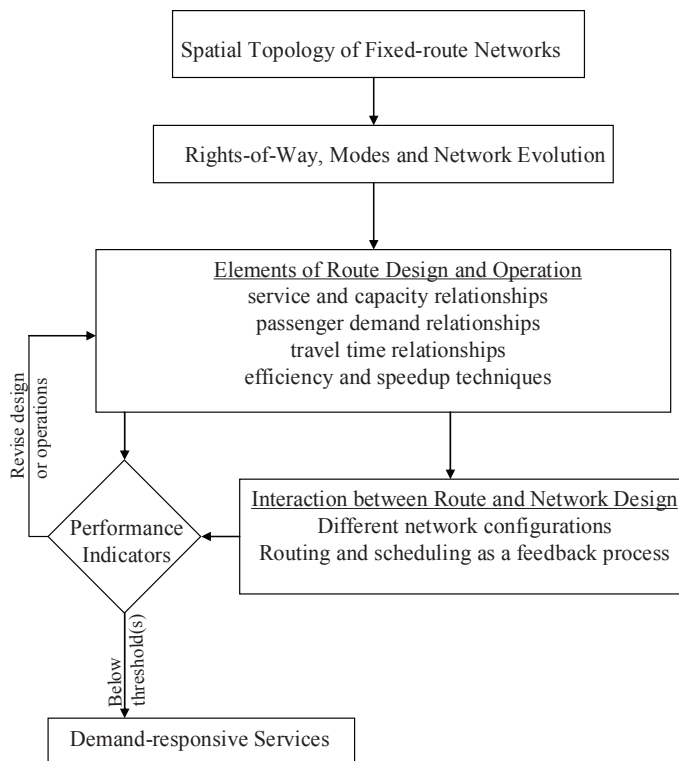 Spatial Topology of Fixed-route Networks
Rights-of-Way, Modes and Network Evolution
Elements of Route Design and Operation
service and capacity relationships
passenger demand relationships
travel time relationships
efficiency and speedup techniques
Revise design
or operations
Performance
Indicators
Interaction between Route and Network Design
Different network configurations
Routing and scheduling as a feedback process
Below
threshold(s)
Demand-responsive Services